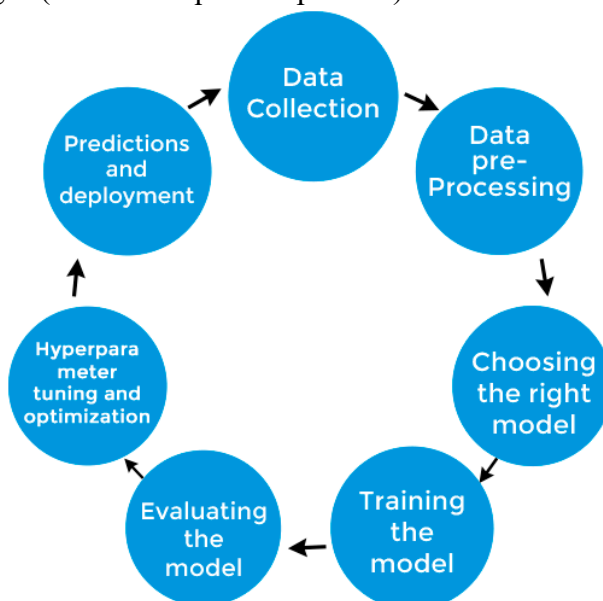 Data
Collection
Data
pre-
Processing
Choosing
the right
model
Training
the
model
Evaluating
the
model
Hyperpara
meter
tuning and
optimization
Predictions
and
deployment